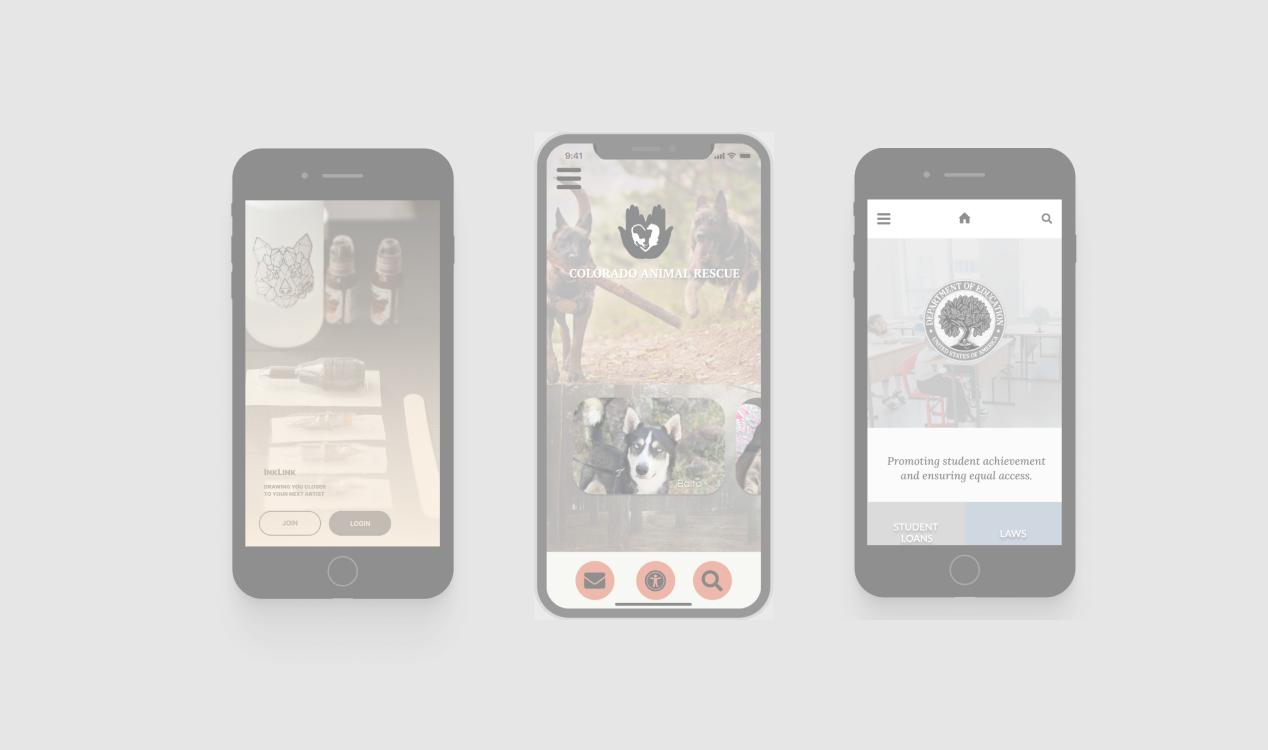 INKLINK
DRAWING YOU CLOSER
TO YOUR NEXT ARTIST
JOIN
LOGIN
9:41
COLORADO ANIMAL RESCUE
Balto
DEPARTMENT OF EDUCATION
UNITED STATES OF AMERICA
Promoting student achievement
and ensuring equal access.
STUDENT
LOANS
LAWS